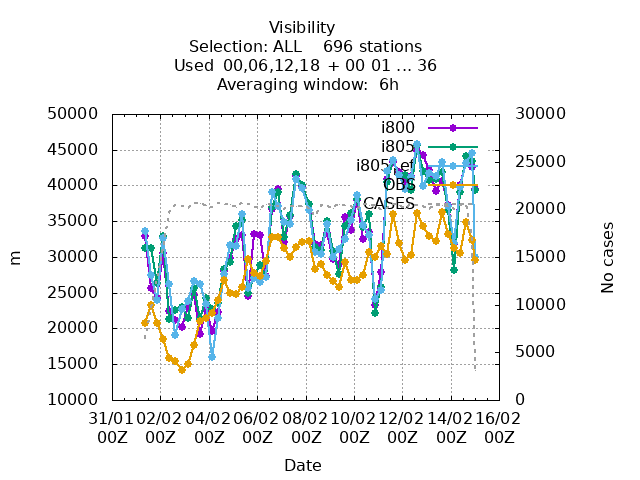 Visibility
Selection: ALL    696 stations
Used  00,06,12,18  + 00 01 ... 36
Averaging window:  6h
50000
45000
40000
35000
30000
25000
20000
15000
10000
m
30000
25000
20000
15000
10000
5000
0
No cases
i800
i805
i805_ref
OBS
CASES
31/01 02/02 04/02 06/02 08/02 10/02 12/02 14/02 16/02
00Z 00Z 00Z 00Z 00Z 00Z 00Z 00Z 00Z
Date